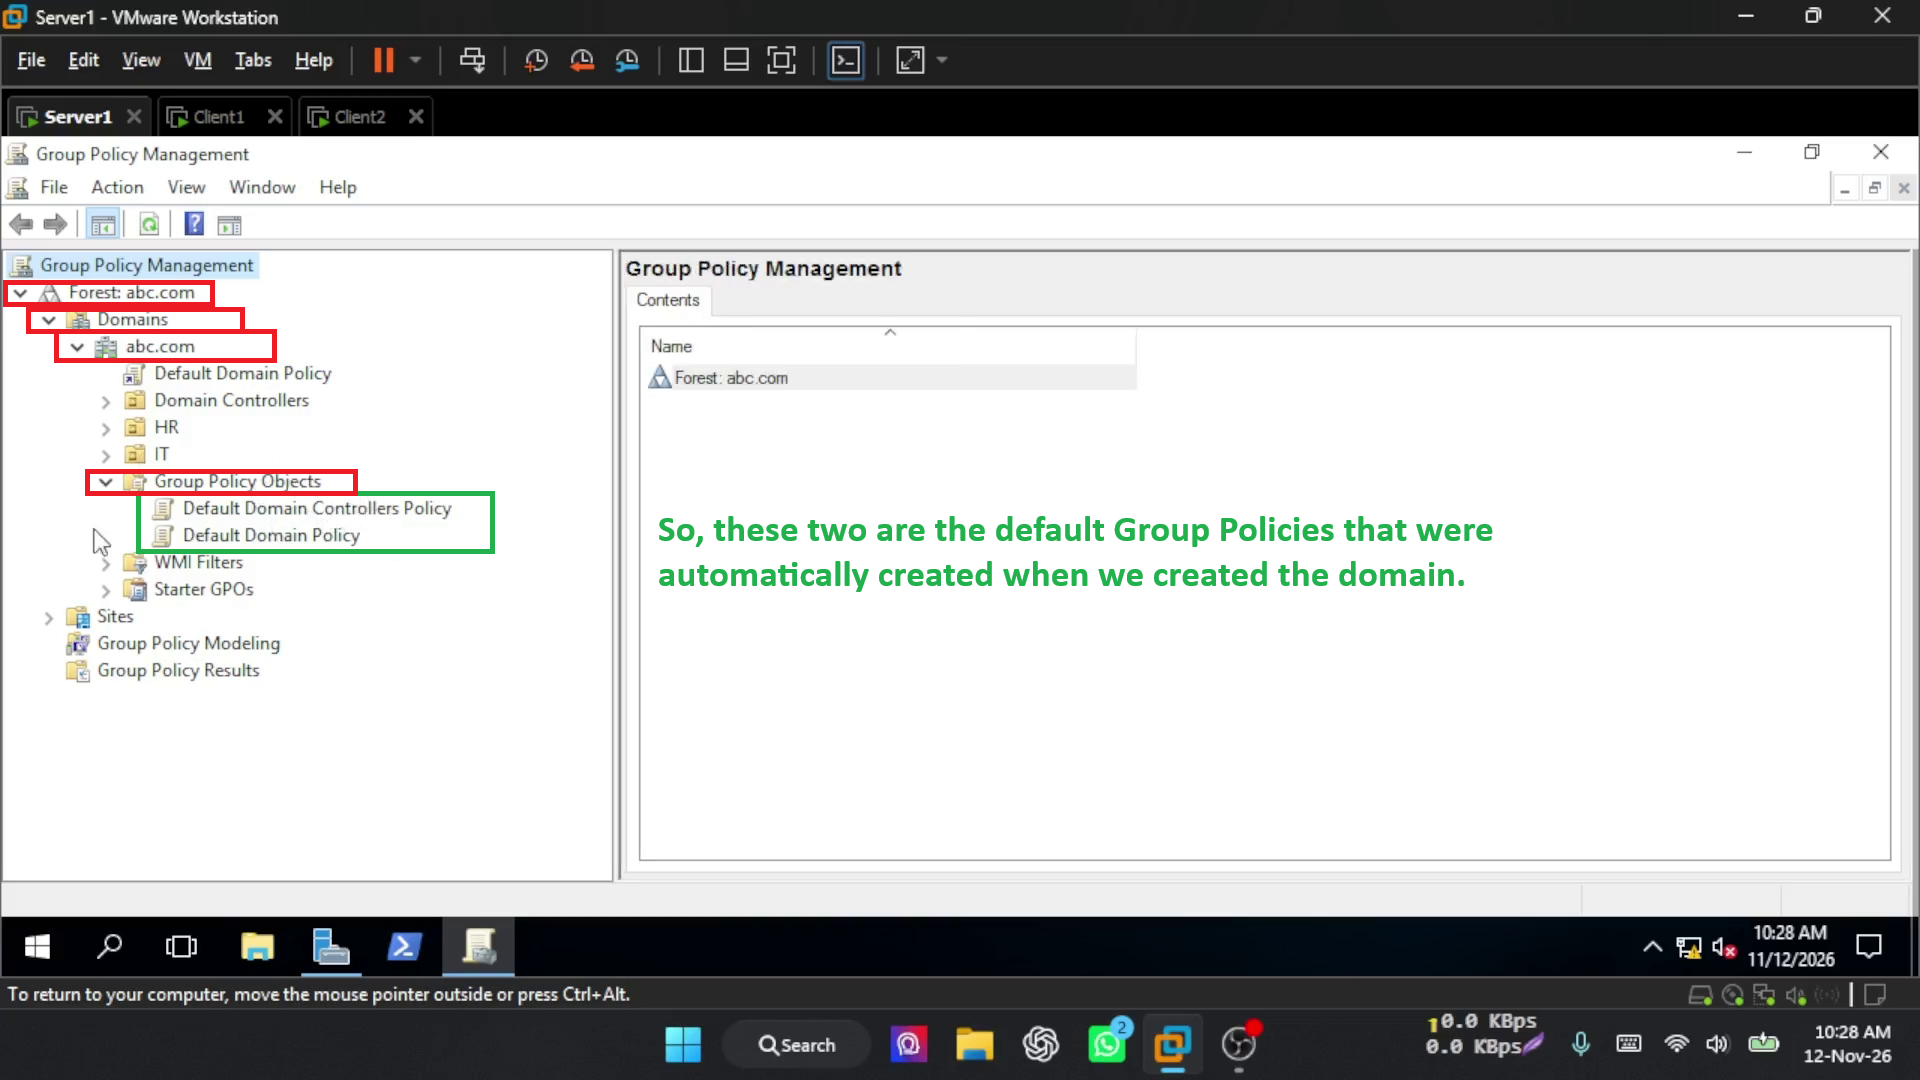 Server1 - VMware Workstation
File Edit View VM Tabs Help
Server1 Client1 Client2
Group Policy Management
File Action View Window Help
Group Policy Management
Forest: abc.com
Domains
abc.com
Default Domain Policy
Domain Controllers
HR
IT
Group Policy Objects
Default Domain Controllers Policy
Default Domain Policy
WMI Filters
Starter GPOs
Sites
Group Policy Modeling
Group Policy Results
Group Policy Management
Contents
Name
Forest: abc.com
So, these two are the default Group Policies that were
automatically created when we created the domain.
10:28 AM
11/12/2026
To return to your computer, move the mouse pointer outside or press Ctrl+Alt.
Search
2
0.0 KBps
0.0 KBps
10:28 AM
12-Nov-26